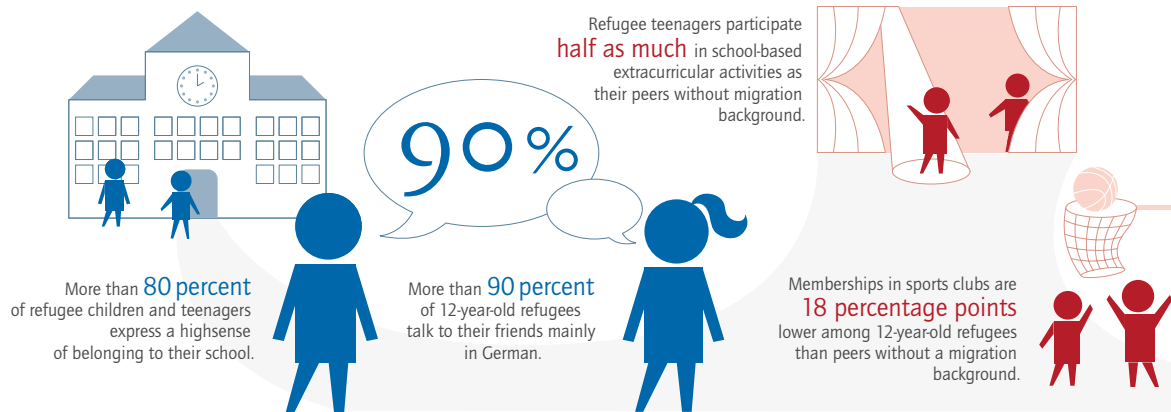 Refugee teenagers participate
half as much in school-based
extracurricular activities as
their peers without migration
background.
90%
More than 80 percent
of refugee children and teenagers
express a highsense
of belonging to their school.
More than 90 percent
of 12-year-old refugees
talk to their friends mainly
in German.
Memberships in sports clubs are
18 percentage points
lower among 12-year-old refugees
than peers without a migration
background.